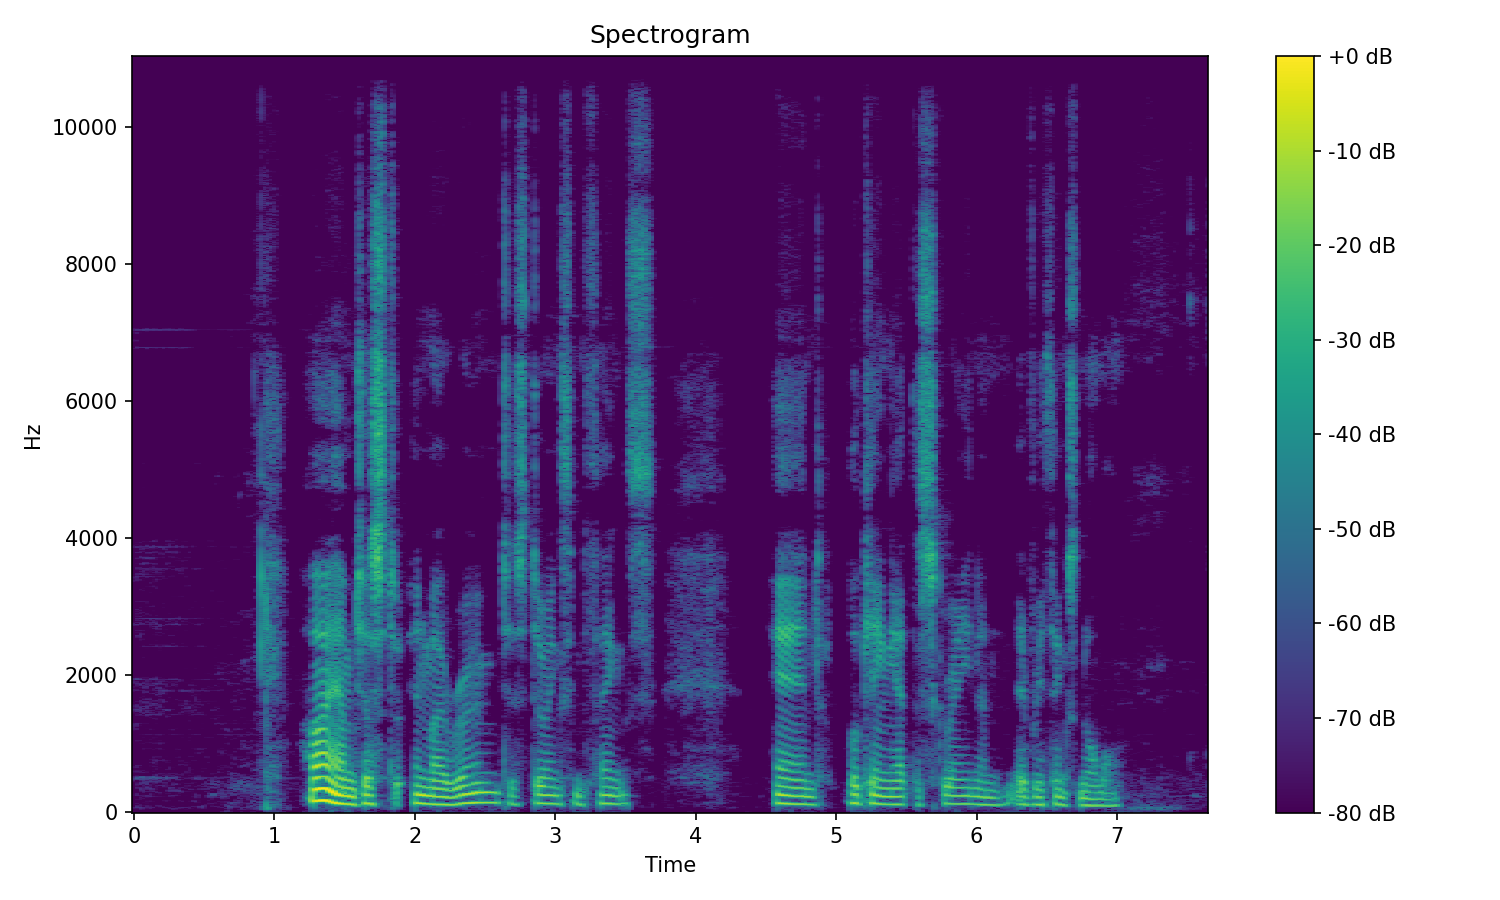 Spectrogram
+0 dB
10000
-10 dB
8000
-20 dB
-30 dB
6000
Hz
-40 dB
4000
-50 dB
-60 dB
2000
-70 dB
0
-80 dB
0 1 2 3 4 5 6 7
Time